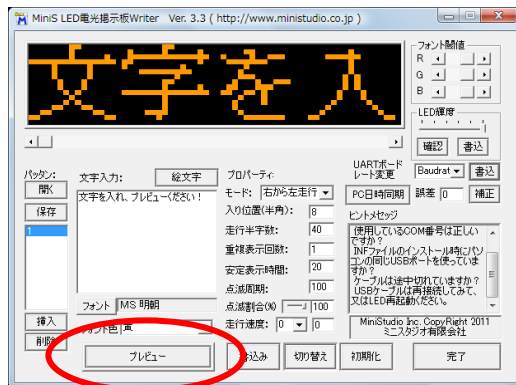 MiniS LED電光掲示板Writer Ver. 3.3 ( http://www.ministudio.co.jp )
文字を入
フォント閾値
R
G
B
LED輝度
確認 書込
パッタン:
開く
保存
1
挿入
削除
文字入力: 絵文字
文字を入れ、プレビューください!
フォント MS 明朝
フォント色 黄
プロパーティ:
モード: 右から左走行
入り位置(半角): 8
走行半字数: 40
重複表示回数: 1
安定表示時間: 20
点滅周期: 100
点滅割合(%) 100
走行速度: 0 0
UARTボード
レート変更 Baudrat 書込
PC日時同期 誤差 0 補正
ヒントメセッジ
(使用しているCOM番号は正しい
ですか?
INFファイルのインストール時にパソ
コンの同じUSBポートを使っていま
すか?
ケーブルは途中切れていますか?
USBケーブルは再接続してみて、
又はLED再起動ください。
MiniStudio Inc. CopyRight 2011
ミニスタジオ有限会社
プレビュー 書込み 切り替え 初期化 完了